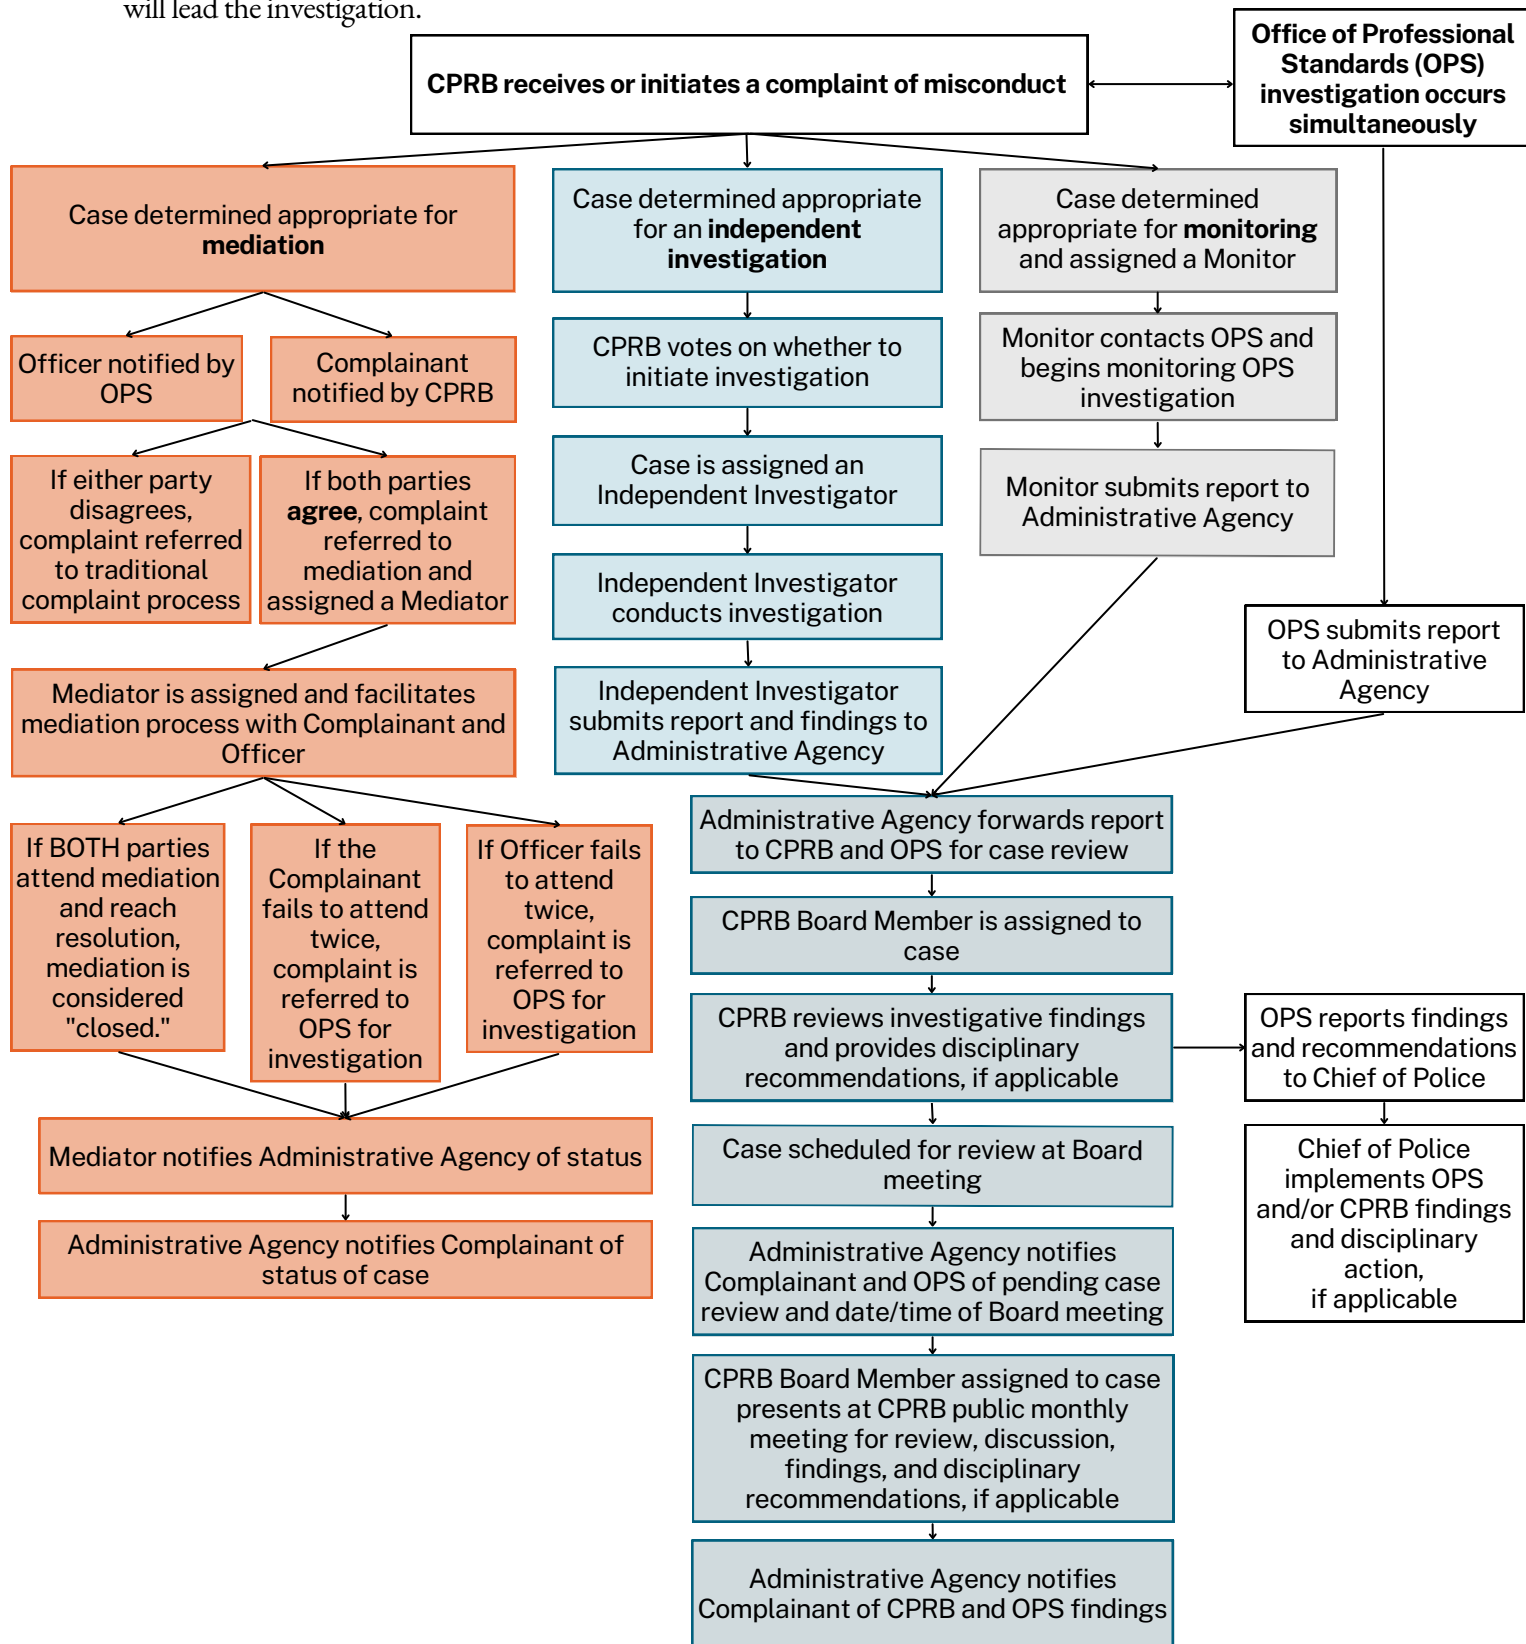 will lead the investigation.
CPRB receives or initiates a complaint of misconduct
Office of Professional
Standards (OPS)
investigation occurs
simultaneously
Case determined appropriate for
mediation
Officer notified by
OPS
Complainant
notified by CPRB
If either party
disagrees,
complaint referred
to traditional
complaint process
If both parties
agree, complaint
referred to
mediation and
assigned a Mediator
Mediator is assigned and facilitates
mediation process with Complainant and
Officer
If BOTH parties
attend mediation
and reach
resolution,
mediation is
considered
"closed."
If the
Complainant
fails to attend
twice,
complaint is
referred to
OPS for
investigation
If Officer fails
to attend
twice,
complaint is
referred to
OPS for
investigation
Mediator notifies Administrative Agency of status
Administrative Agency notifies Complainant of
status of case
Case determined appropriate
for an independent
investigation
CPRB votes on whether to
initiate investigation
Case is assigned an
Independent Investigator
Independent Investigator
conducts investigation
Independent Investigator
submits report and findings to
Administrative Agency
Case determined
appropriate for monitoring
and assigned a Monitor
Monitor contacts OPS and
begins monitoring OPS
investigation
Monitor submits report to
Administrative Agency
OPS submits report
to Administrative
Agency
Administrative Agency forwards report
to CPRB and OPS for case review
CPRB Board Member is assigned to
case
CPRB reviews investigative findings
and provides disciplinary
recommendations, if applicable
OPS reports findings
and recommendations
to Chief of Police
Chief of Police
implements OPS
and/or CPRB findings
and disciplinary
action,
if applicable
Case scheduled for review at Board
meeting
Administrative Agency notifies
Complainant and OPS of pending case
review and date/time of Board meeting
CPRB Board Member assigned to case
presents at CPRB public monthly
meeting for review, discussion,
findings, and disciplinary
recommendations, if applicable
Administrative Agency notifies
Complainant of CPRB and OPS findings